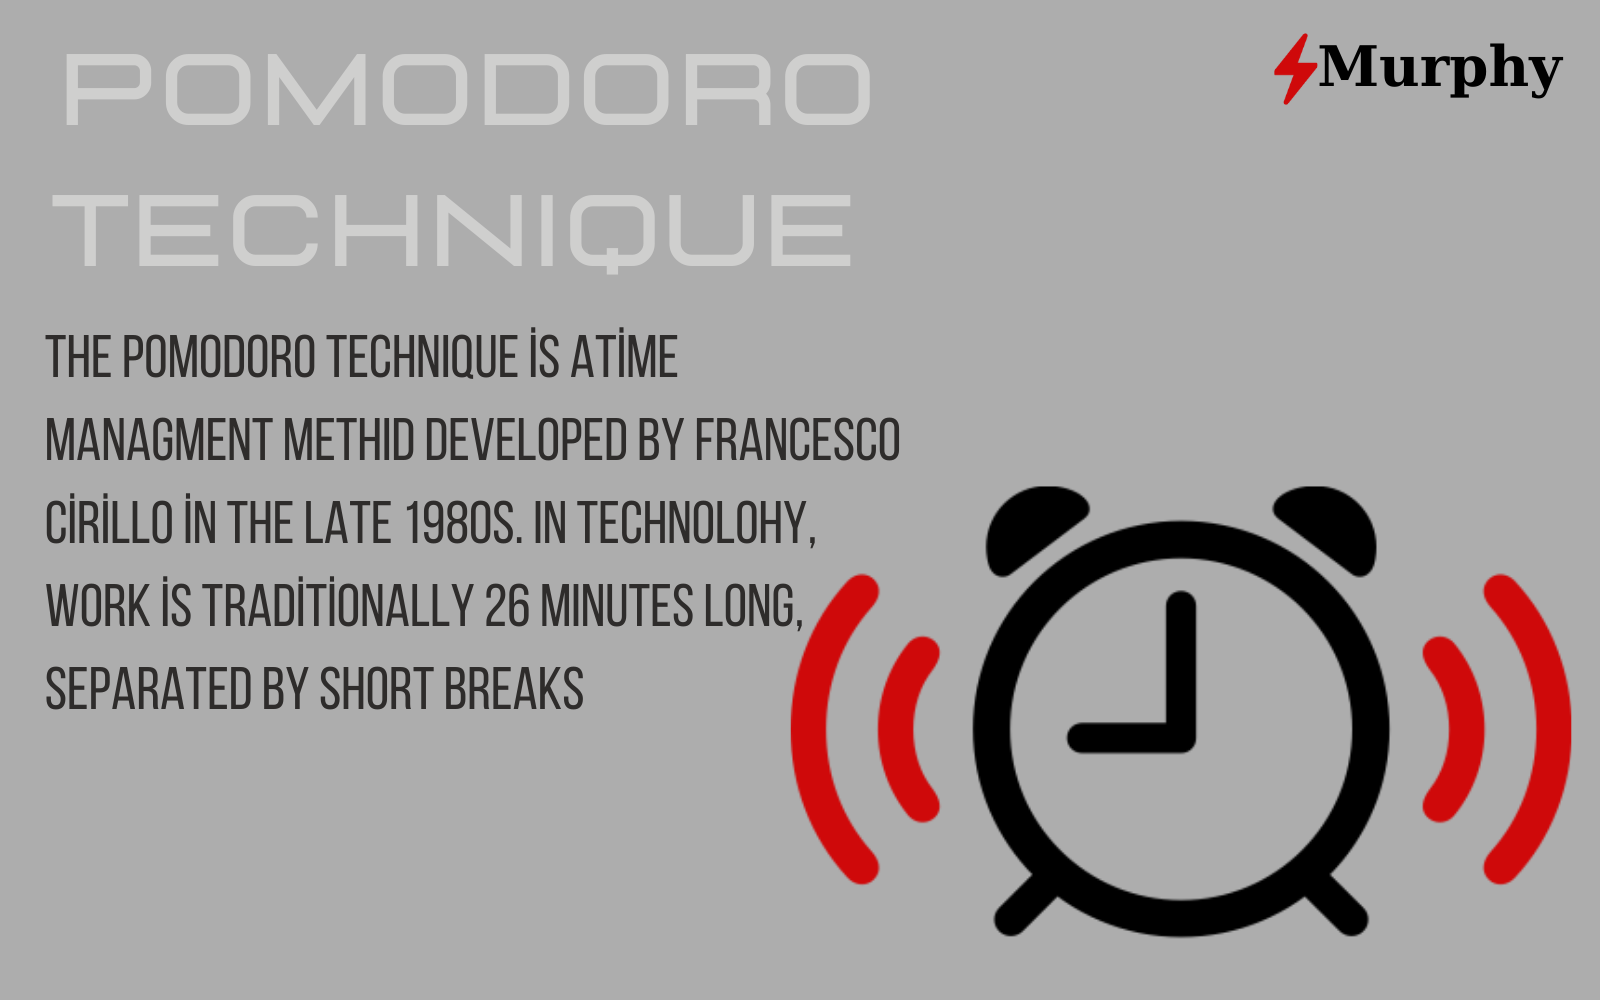 POMODORO
TECHNIQUE
Murphy
THE POMODORO TECHNIQUE İS ATİME
MANAGMENT METHID DEVELOPED BY FRANCESCO
CİRİLLO İN THE LATE 1980S. IN TECHNOLOHY,
WORK İS TRADİTİONALLY 26 MINUTES LONG,
SEPARATED BY SHORT BREAKS